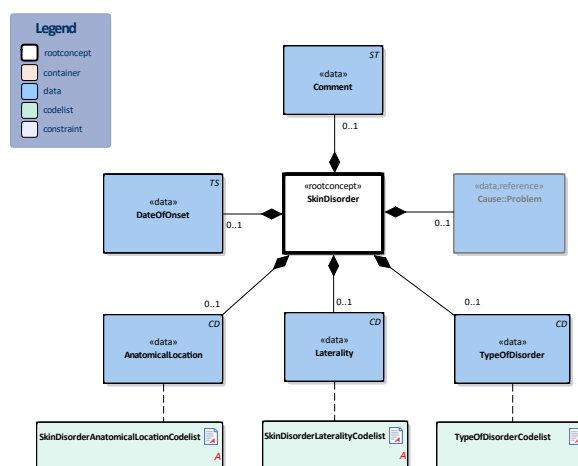 Legend
rootconcept
container
data
codelist
constraint
ST
«data»
Comment
0..1
TS
«data»
DateOfOnset
0..1
«rootconcept»
SkinDisorder
«data,reference»
Cause::Problem
0..1
0..1
0..1
0..1
CD
«data»
AnatomicalLocation
CD
«data»
Laterality
CD
«data»
TypeOfDisorder
SkinDisorderAnatomicalLocationCodelist
A
SkinDisorderLateralityCodelist
A
TypeOfDisorderCodelist